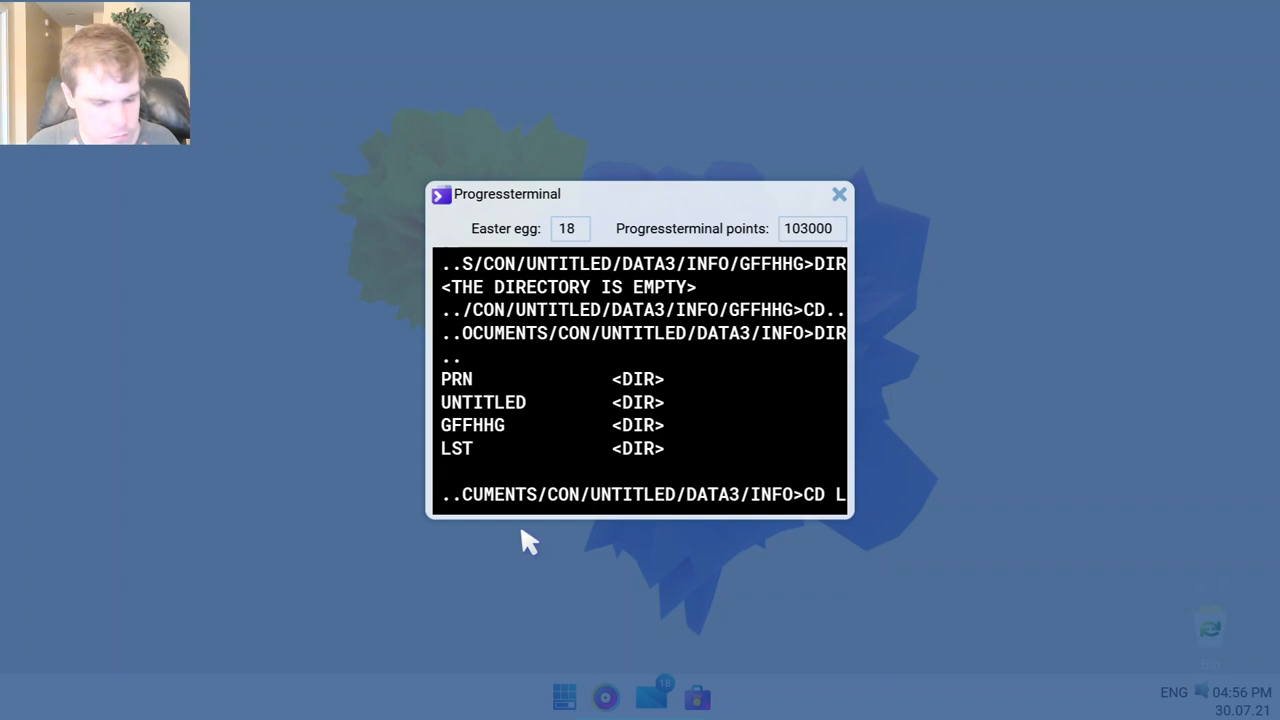 Progressterminal
Easter egg: 18 Progressterminal points: 103000
..S/CON/UNTITLED/DATA3/INFO/GFFHHG>DIR
<THE DIRECTORY IS EMPTY>
../CON/UNTITLED/DATA3/INFO/GFFHHG>CD..
..OCUMENTS/CON/UNTITLED/DATA3/INFO>DIR
..
PRN <DIR>
UNTITLED <DIR>
GFFHHG <DIR>
LST <DIR>
..CUMENTS/CON/UNTITLED/DATA3/INFO>CD L
Bin
18
ENG 04:56 PM
30.07.21